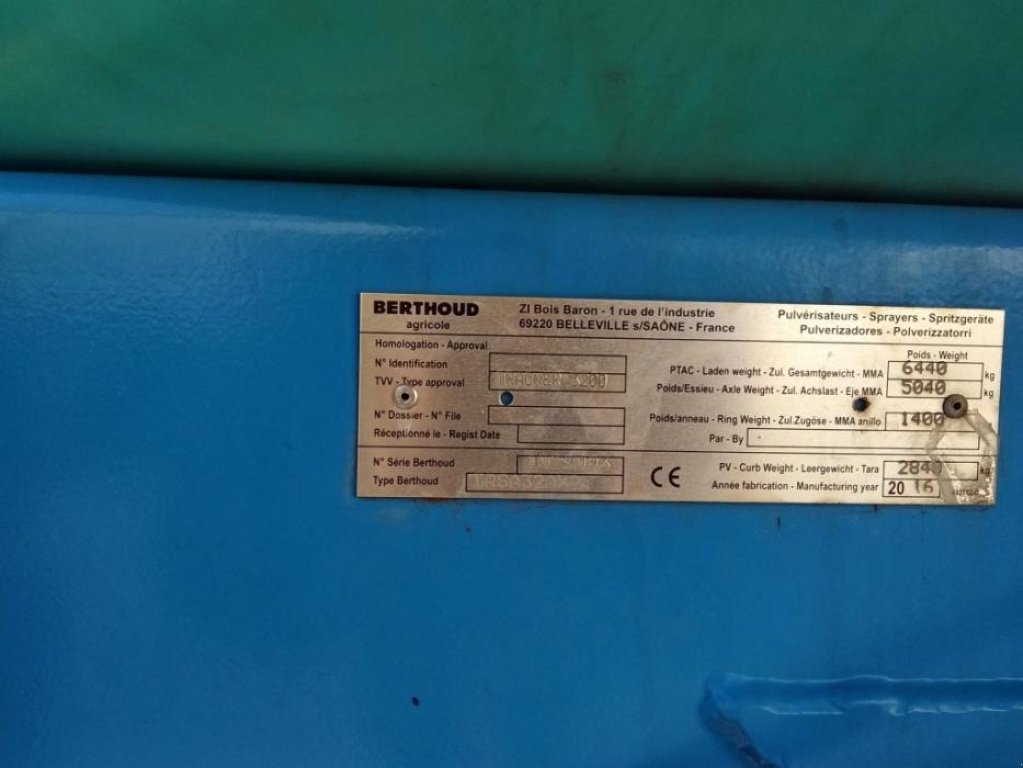 BERTHOUD
agricole
ZI Bois Baron - 1 rue de l'industrie
69220 BELLEVILLE s/SAÔNE - France
Pulvérisateurs - Sprayers - Spritzgeräte
Pulverizadores - Polverizzatorri
Homologation - Approval
N° Identification
TVV - Type approval TRACKER 3200
N° Dossier - N° File
Réceptionné le - Regist Date
N° Série Berthoud
Type Berthoud
CE
Poids - Weight
PTAC - Laden weight - Zul. Gesamtgewicht - MMA 6440 kg
Poids/Essieu - Axle Weight - Zul. Achslast - Eje MMA 5040 kg
Poids/anneau - Ring Weight - Zul.Zugöse - MMA anillo 1400
Par - By
PV - Curb Weight - Leergewicht - Tara 2840 kg
Année fabrication - Manufacturing year 2016